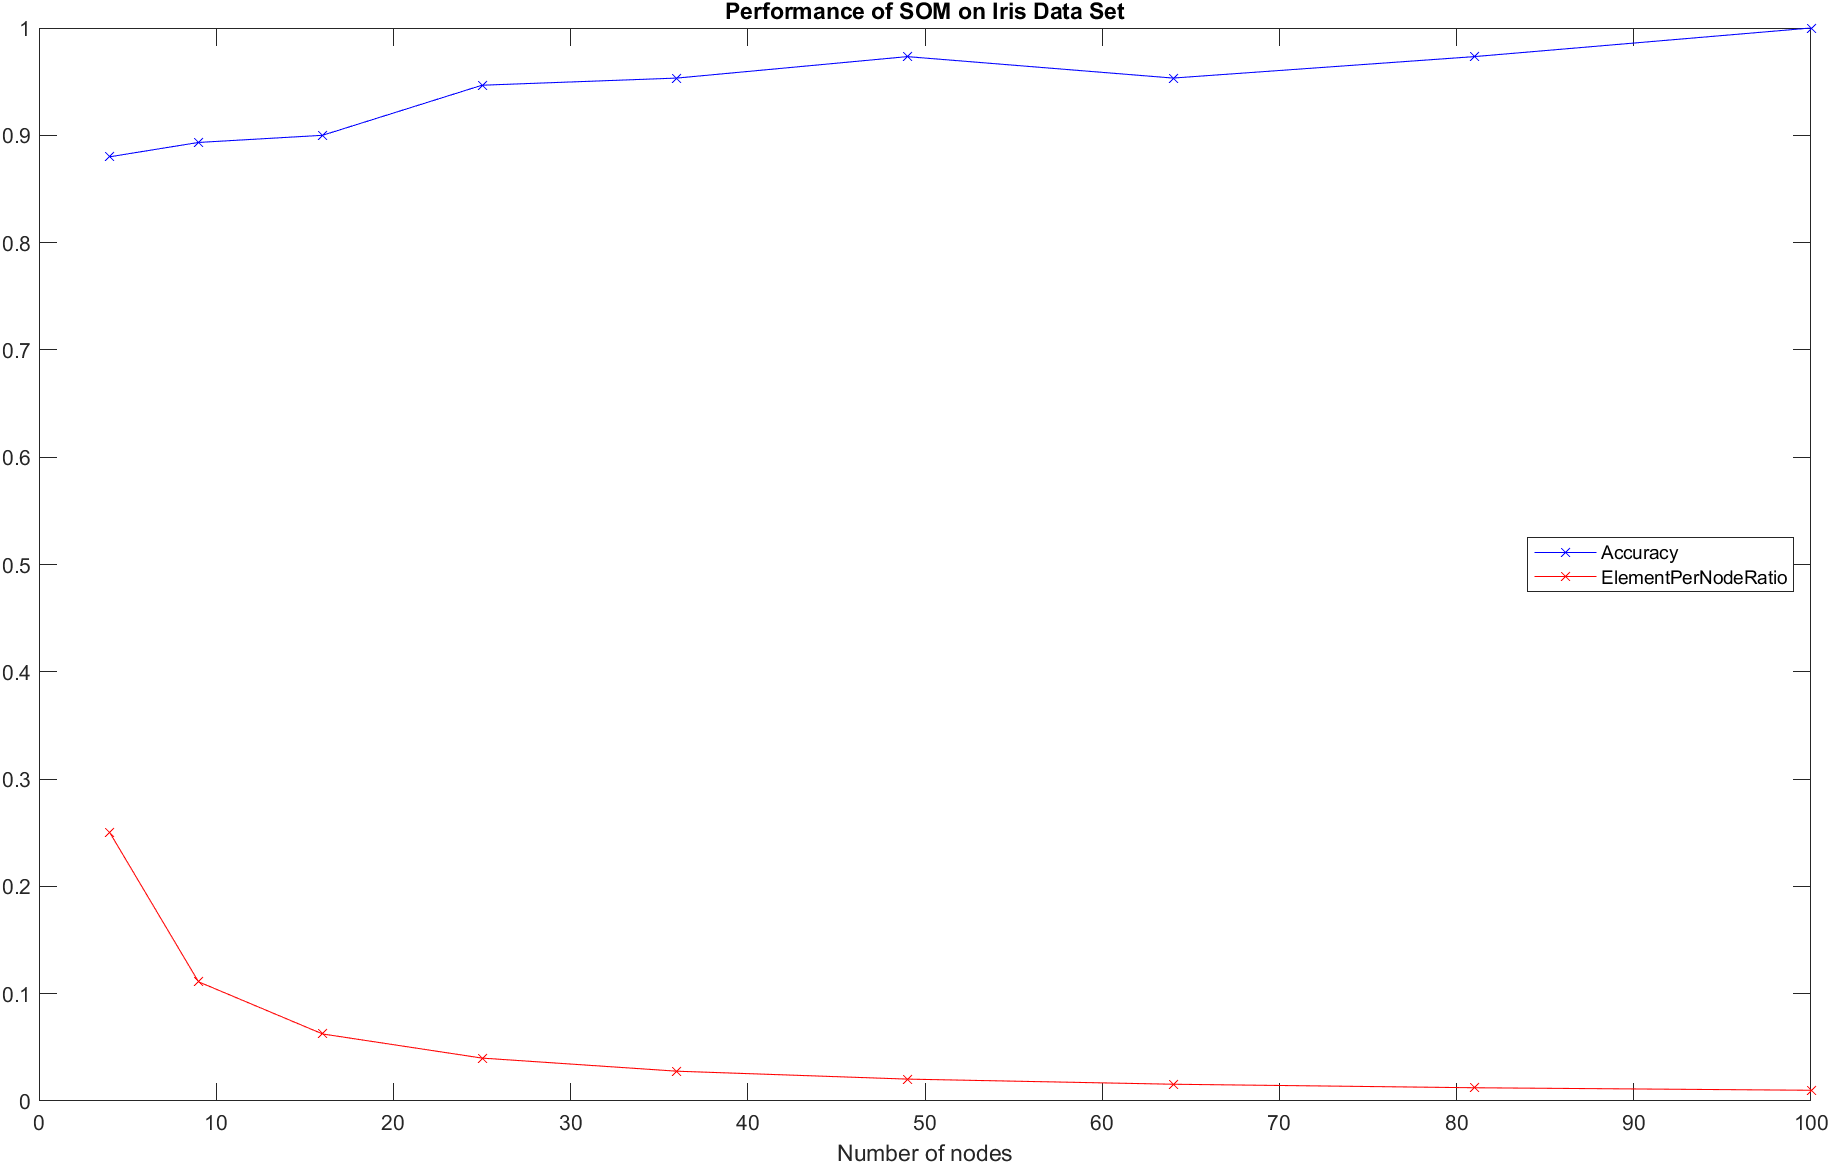 Performance of SOM on Iris Data Set
1
0.9
0.8
0.7
0.6
0.5
0.4
0.3
0.2
0.1
0
Accuracy
ElementPerNodeRatio
0 10 20 30 40 50 60 70 80 90 100
Number of nodes